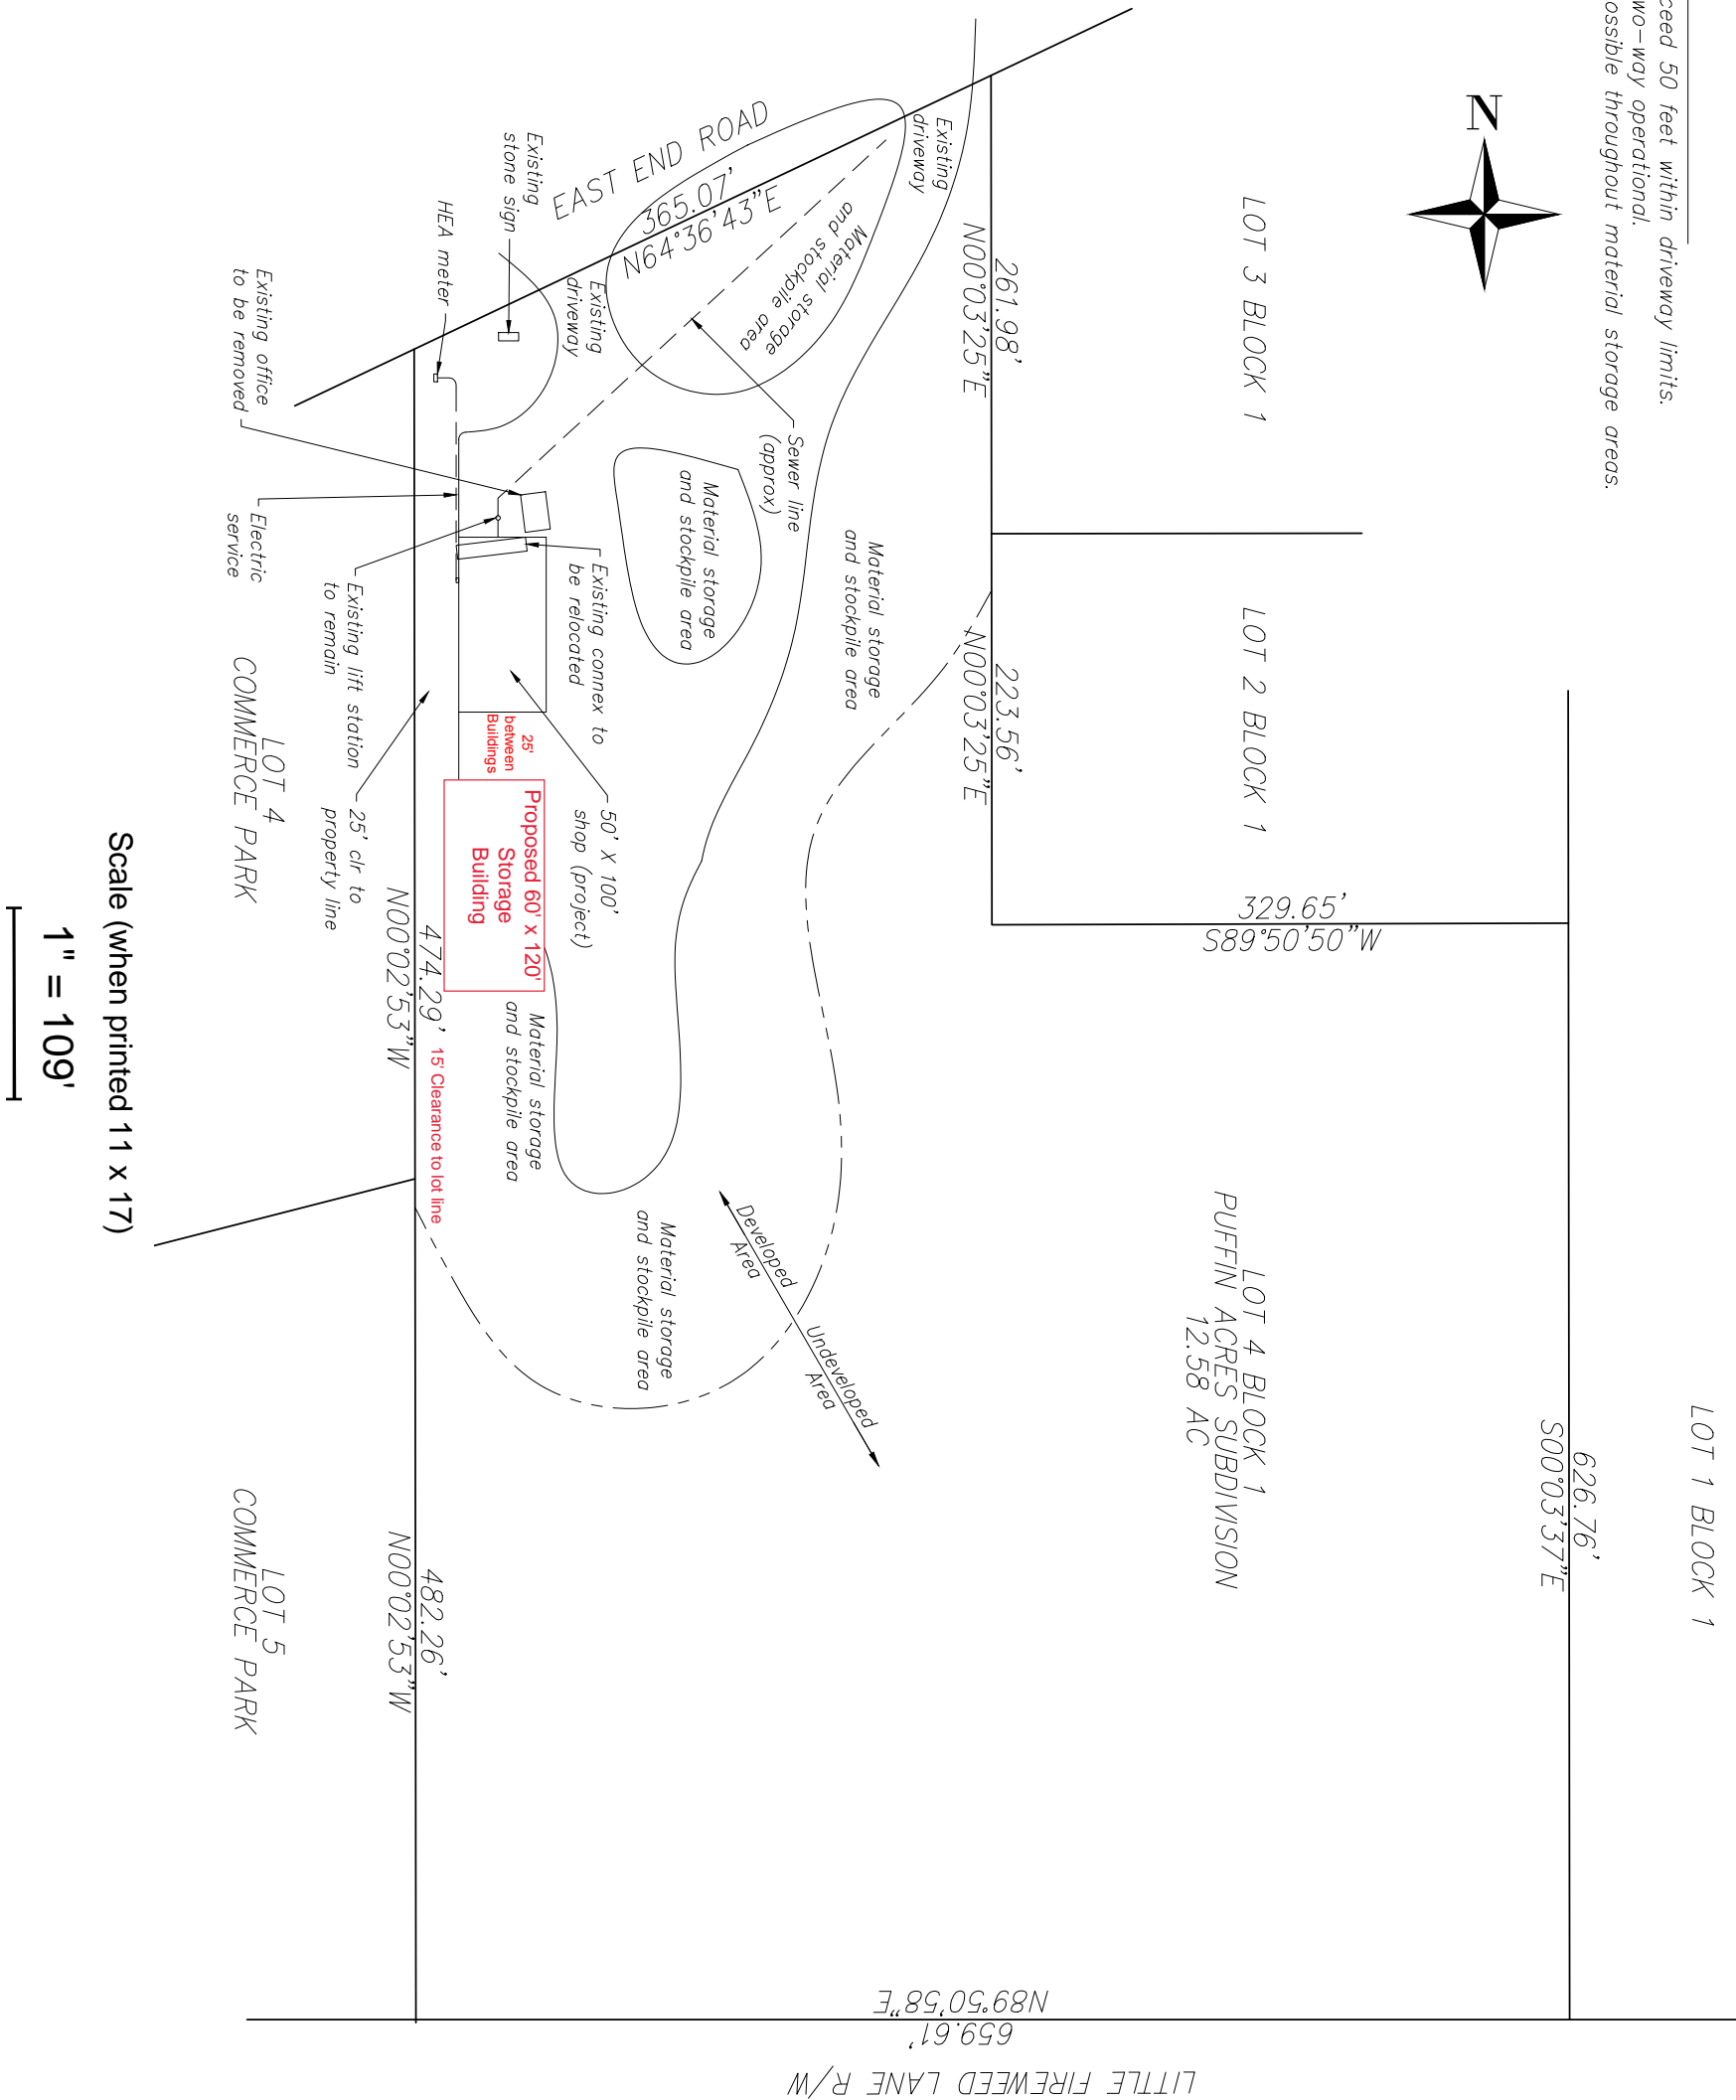 ceed 50 feet within driveway limits.
wo-way operational.
ossible throughout material storage areas.
N
LOT 1 BLOCK 1
626.76'
S00°03'37"E
LOT 3 BLOCK 1
LOT 2 BLOCK 1
329.65'
S89°50'50"W
LOT 4 BLOCK 1
PUFFIN ACRES SUBDIVISION
12.58 AC
261.98'
N00°03'25"E
223.56'
N00°03'25"E
Existing
driveway
EAST END ROAD
365.07'
N64°36'43"E
Material storage
and stockpile area
Sewer line
(approx)
Material storage
and stockpile area
Material storage
and stockpile area
Developed
Area
Undeveloped
Area
Existing
stone sign
Existing
driveway
HEA meter
Existing connex to
be relocated
50' X 100'
shop (project)
25'
between
Buildings
Proposed 60' x 120'
Storage
Building
Material storage
and stockpile area
Material storage
and stockpile area
Existing office
to be removed
Electric
service
Existing lift station
to remain
25' clr to
property line
474.29'
N00°02'53"W
15' Clearance to lot line
482.26'
N00°02'53"W
LOT 4
COMMERCE PARK
LOT 5
COMMERCE PARK
N89°50'58"E
659.61'
LITTLE FIREWEED LANE R/W
Scale (when printed 11 x 17)
1" = 109'